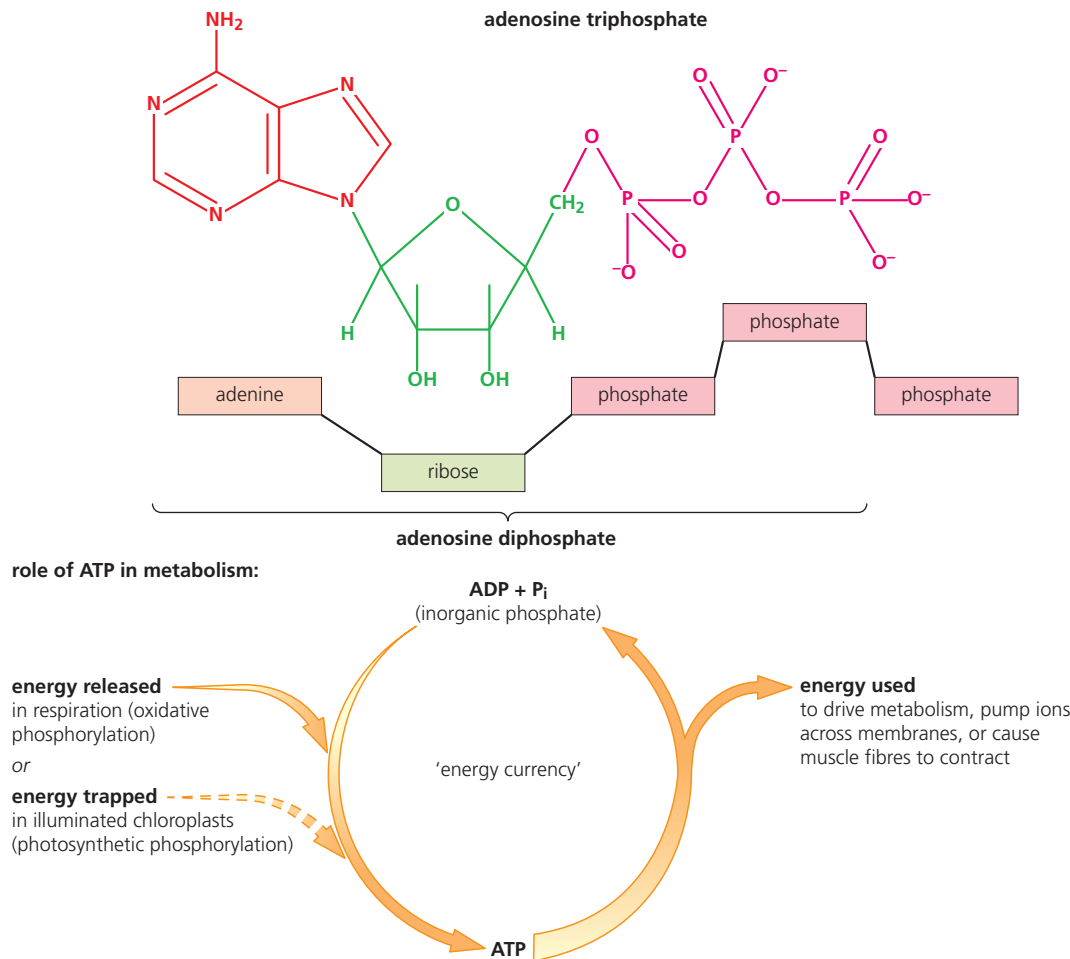 adenosine triphosphate
NH2
N
N
N
N
O
O–
O
P
O
O
CH2
P
O
O
P
O–
–O
O
O–
H
H
OH
OH
phosphate
adenine
phosphate
phosphate
ribose
adenosine diphosphate
role of ATP in metabolism:
ADP + Pi
(inorganic phosphate)
energy released
in respiration (oxidative
phosphorylation)
or
energy trapped
in illuminated chloroplasts
(photosynthetic phosphorylation)
'energy currency'
energy used
to drive metabolism, pump ions
across membranes, or cause
muscle fibres to contract
ATP